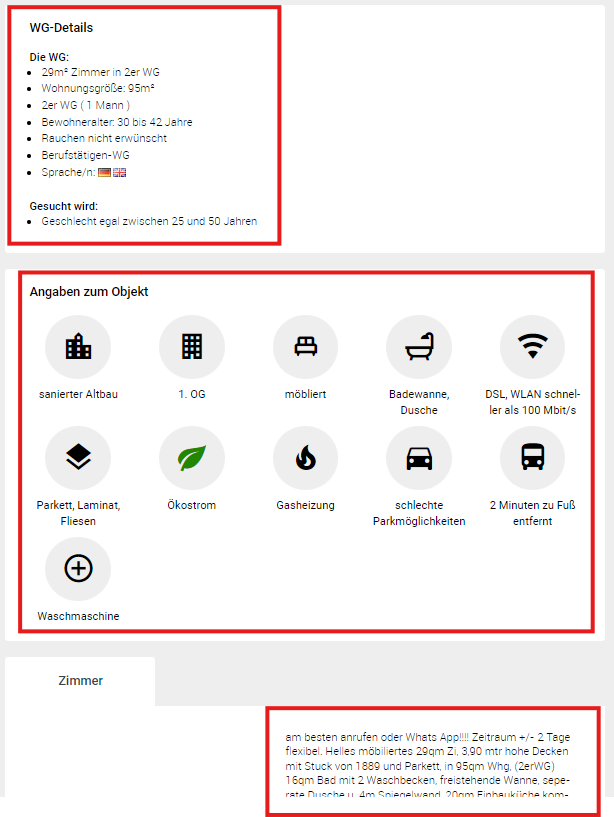 WG-Details
Die WG:
29m² Zimmer in 2er WG
Wohnungsgröße: 95m²
2er WG ( 1 Mann )
Bewohneralter: 30 bis 42 Jahre
Rauchen nicht erwünscht
Berufstätigen-WG
Sprache/n:
Gesucht wird:
Geschlecht egal zwischen 25 und 50 Jahren
Angaben zum Objekt
sanierter Altbau
1. OG
möbliert
Badewanne,
Dusche
DSL, WLAN schnel-
ler als 100 Mbit/s
Parkett, Laminat,
Fliesen
Ökostrom
Gasheizung
schlechte
Parkmöglichkeiten
2 Minuten zu Fuß
entfernt
Waschmaschine
Zimmer
am besten anrufen oder Whats App!!!! Zeitraum +/- 2 Tage
flexibel. Helles möbiliertes 29qm Zi, 3,90 mtr hohe Decken
mit Stuck von 1889 und Parkett, in 95qm Whg, (2erWG)
16qm Bad mit 2 Waschbecken, freistehende Wanne, sepe-
rate Dusche u. 4m Spiegelwand, 20qm Einbauküche kom-